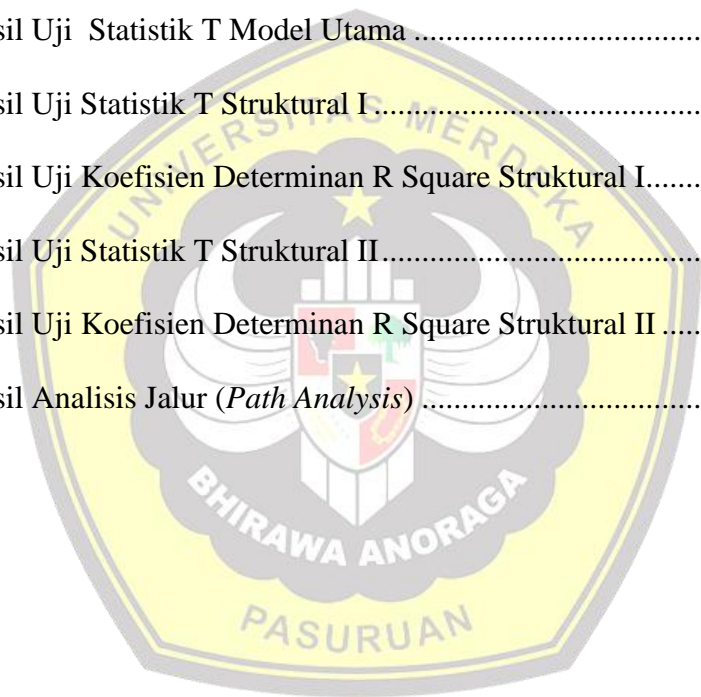 sil Uji Statistik T Model Utama ..................................
sil Uji Statistik T Struktural I .......................................
sil Uji Koefisien Determinan R Square Struktural I.......
sil Uji Statistik T Struktural II......................................
sil Uji Koefisien Determinan R Square Struktural II .....
sil Analisis Jalur (Path Analysis) .................................
UNIVERSITAS MERDEKA
BHIRAWA ANORAGA
PASURUAN